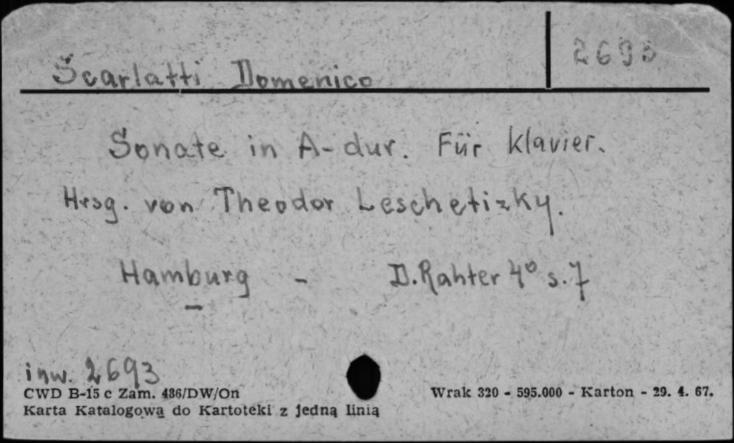 Scarlatti Domenico 2693
Sonate in A-dur. Für Klavier.
Hrsg. von Theodor Leschetizky.
Hamburg - D. Rahter 4° s. 7
-
inw. 2693
CWD B-15 c Zam. 486/DW/On Wrak 320 - 595.000 - Karton - 29. 4. 67.
Karta Katalogowa do Kartoteki z jedną linią